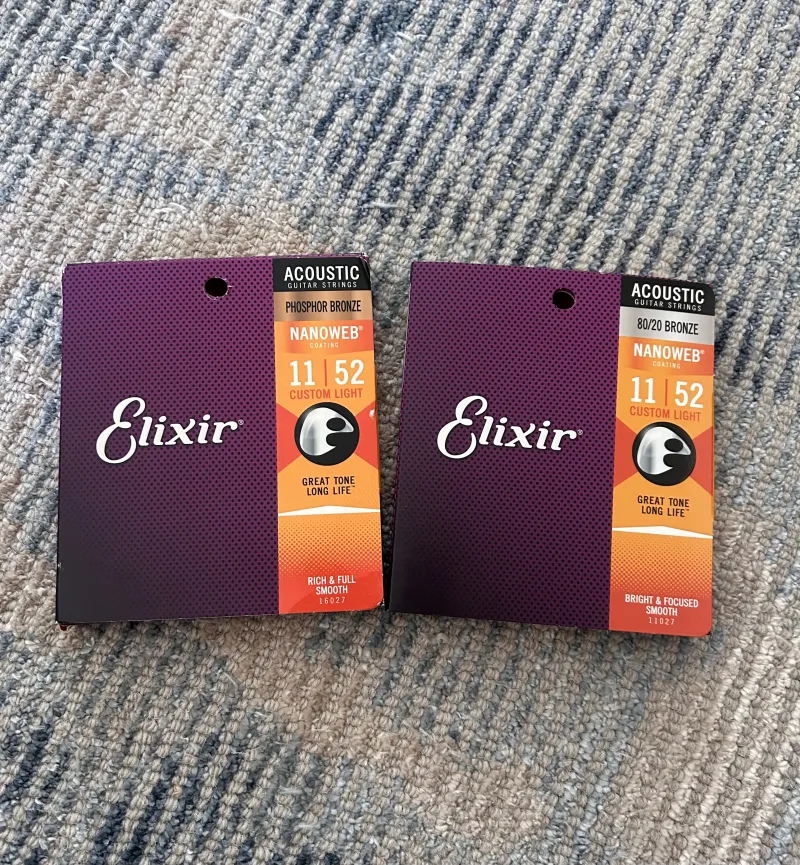 ACOUSTIC
GUITAR STRINGS
PHOSPHOR BRONZE
NANOWEB®
COATING
11 | 52
CUSTOM LIGHT
Elixir®
GREAT TONE
LONG LIFE™
RICH & FULL
SMOOTH
16027
ACOUSTIC
GUITAR STRINGS
80/20 BRONZE
NANOWEB®
COATING
11 | 52
CUSTOM LIGHT
Elixir®
GREAT TONE
LONG LIFE™
BRIGHT & FOCUSED
SMOOTH
11027